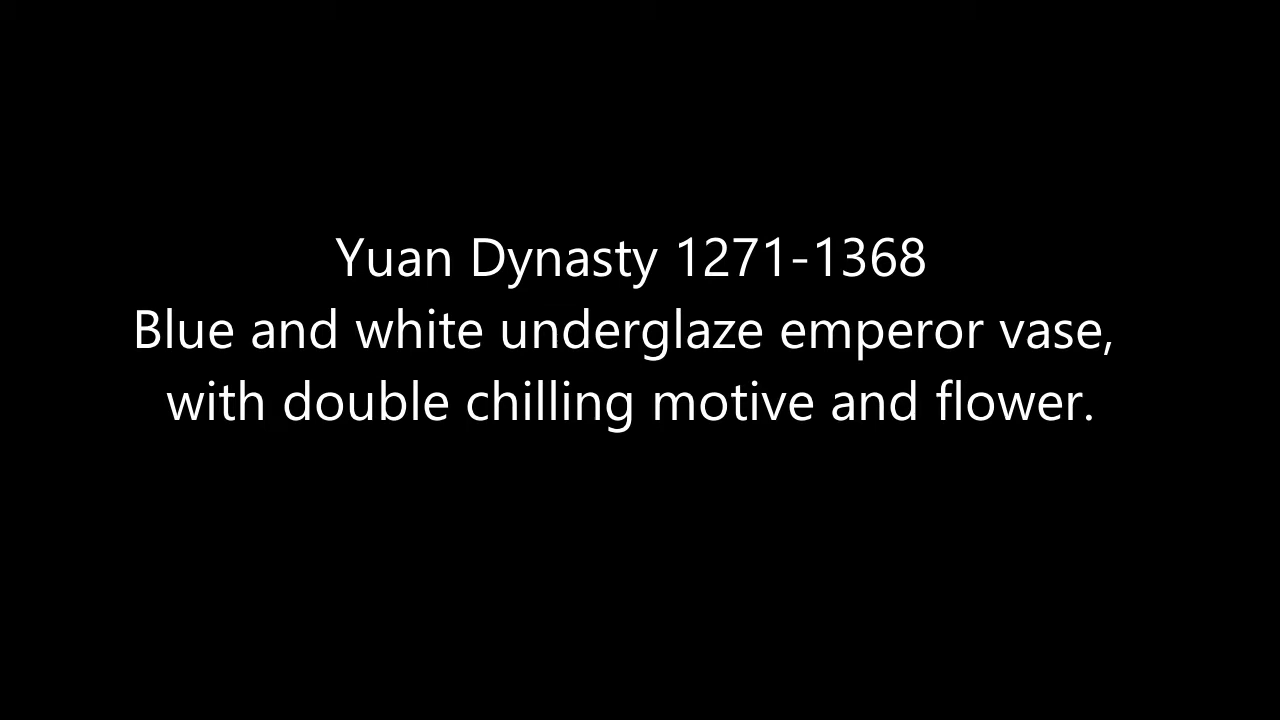 Yuan Dynasty 1271-1368
Blue and white underglaze emperor vase,
with double chilling motive and flower.